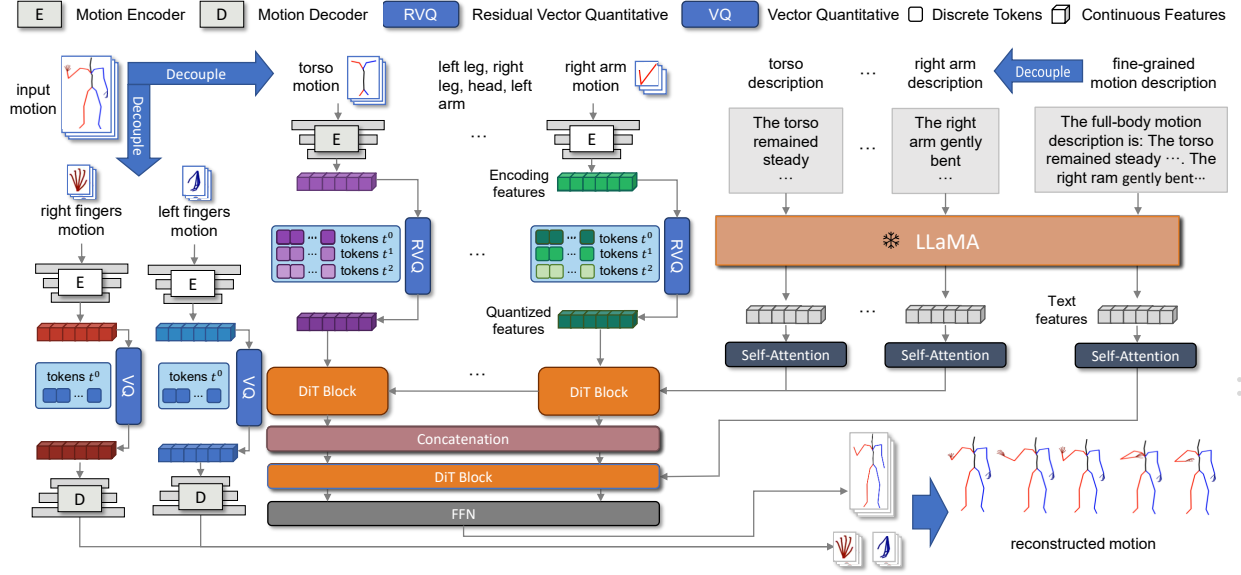 E Motion Encoder D Motion Decoder RVQ Residual Vector Quantitative VQ Vector Quantitative Discrete Tokens Continuous Features
input
motion
Decouple
Decouple
torso
motion
left leg, right
leg, head, left
arm
right arm
motion
torso
description
...
right arm
description
Decouple
fine-grained
motion description
E
...
E
The torso
remained
steady
...
...
The right
arm gently
bent
...
The full-body motion
description is: The torso
remained steady .... The
right ram gently bent...
Encoding
features
right fingers
motion
left fingers
motion
... tokens t⁰
... tokens t¹
... tokens t²
RVQ
...
... tokens t⁰
... tokens t¹
... tokens t²
RVQ
LLaMA
E
E
Quantized
features
...
Text
features
tokens t⁰
...
VQ
tokens t⁰
...
VQ
Self-Attention
Self-Attention
Self-Attention
DiT Block
...
DiT Block
Concatenation
DiT Block
FFN
D
D
reconstructed motion